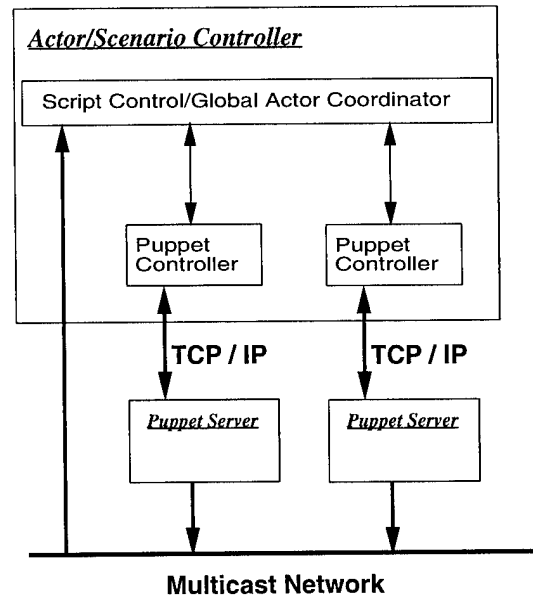 Actor/Scenario Controller
Script Control/Global Actor Coordinator
Puppet
Controller
Puppet
Controller
TCP / IP
TCP / IP
Puppet Server
Puppet Server
Multicast Network